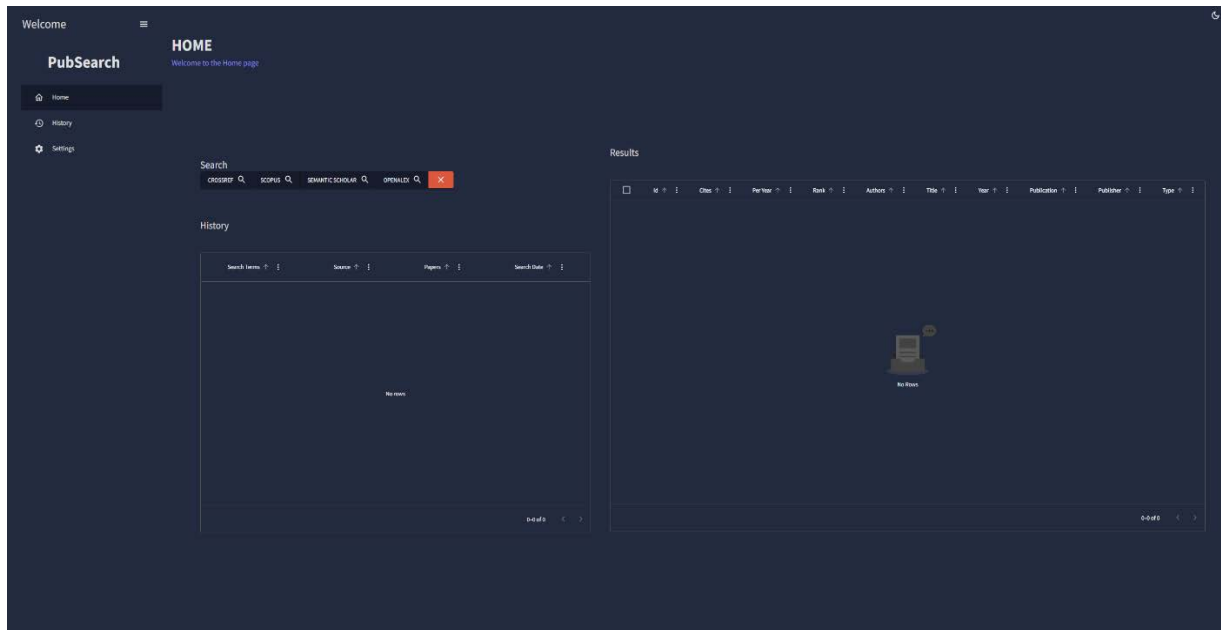 Welcome
PubSearch
Home
History
Settings
HOME
Welcome to the Home page
Search
CROSSREF SCOPUS SEMANTIC SCHOLAR OPENALEX
History
Search Terms Source Papers Search Date
No rows
0-0 of 0
Results
Id Cites Per Year Rank Authors Title Year Publication Publisher Type
No Rows
0-0 of 0